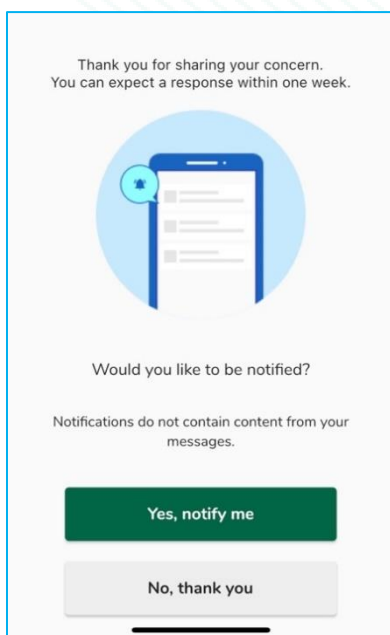 Thank you for sharing your concern.
You can expect a response within one week.
Would you like to be notified?
Notifications do not contain content from your
messages.
Yes, notify me
No, thank you